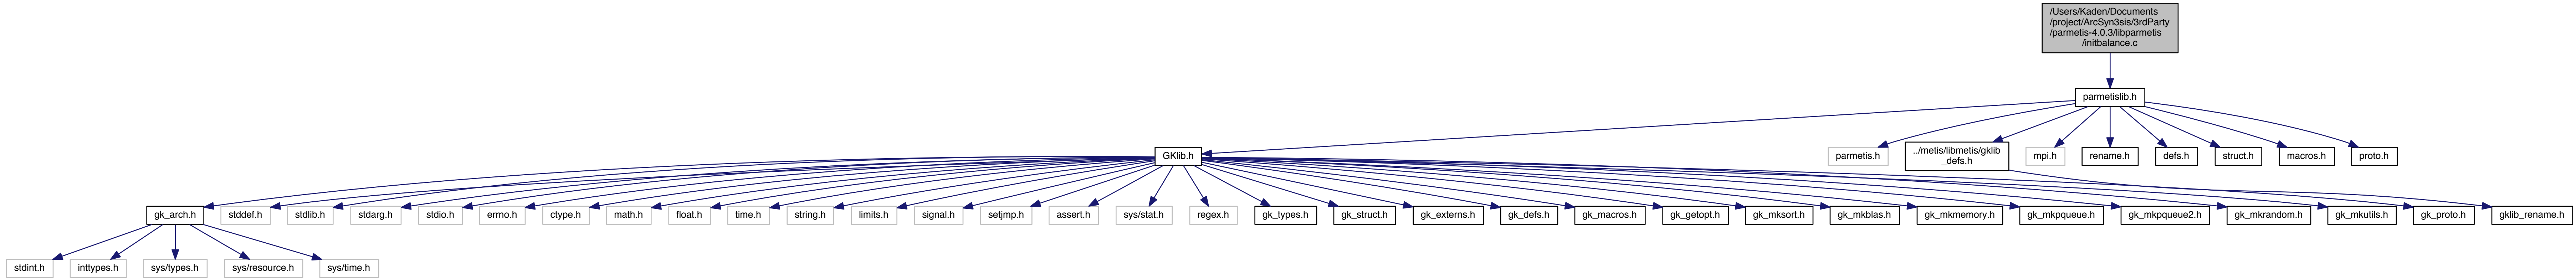 /Users/Kaden/Documents
/project/ArcSyn3sis/3rdParty
/parmetis-4.0.3/libparmetis
/initbalance.c
parmetislib.h
GKlib.h
parmetis.h
../metis/libmetis/gklib
_defs.h
mpi.h
rename.h
defs.h
struct.h
macros.h
proto.h
gk_arch.h
stddef.h
stdlib.h
stdarg.h
stdio.h
errno.h
ctype.h
math.h
float.h
time.h
string.h
limits.h
signal.h
setjmp.h
assert.h
sys/stat.h
regex.h
gk_types.h
gk_struct.h
gk_externs.h
gk_defs.h
gk_macros.h
gk_getopt.h
gk_mksort.h
gk_mkblas.h
gk_mkmemory.h
gk_mkpqueue.h
gk_mkpqueue2.h
gk_mkrandom.h
gk_mkutils.h
gk_proto.h
gklib_rename.h
stdint.h
inttypes.h
sys/types.h
sys/resource.h
sys/time.h